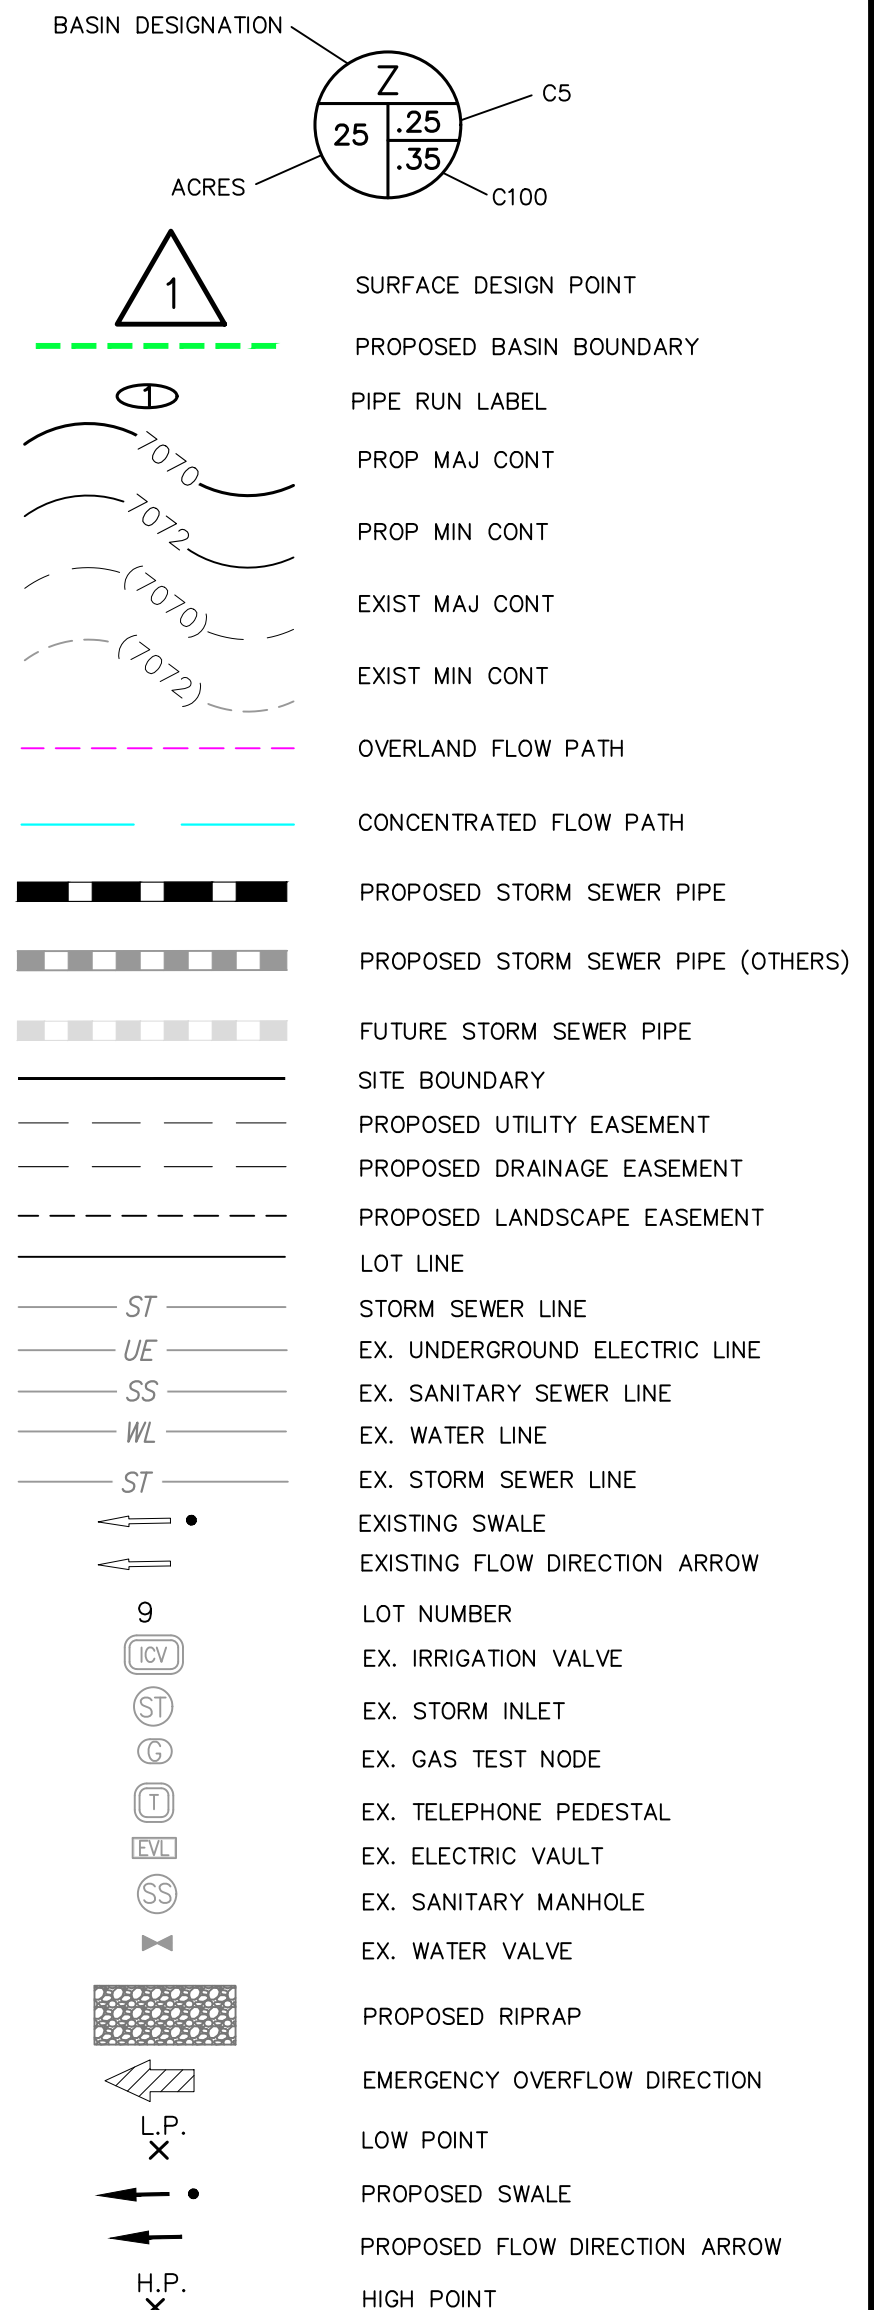 BASIN DESIGNATION
Z
C5
25 .25
.35
ACRES
C100
1 SURFACE DESIGN POINT
PROPOSED BASIN BOUNDARY
1 PIPE RUN LABEL
7070 PROP MAJ CONT
7072 PROP MIN CONT
(7070) EXIST MAJ CONT
(7072) EXIST MIN CONT
OVERLAND FLOW PATH
CONCENTRATED FLOW PATH
PROPOSED STORM SEWER PIPE
PROPOSED STORM SEWER PIPE (OTHERS)
FUTURE STORM SEWER PIPE
SITE BOUNDARY
PROPOSED UTILITY EASEMENT
PROPOSED DRAINAGE EASEMENT
PROPOSED LANDSCAPE EASEMENT
LOT LINE
ST STORM SEWER LINE
UE EX. UNDERGROUND ELECTRIC LINE
SS EX. SANITARY SEWER LINE
WL EX. WATER LINE
ST EX. STORM SEWER LINE
EXISTING SWALE
EXISTING FLOW DIRECTION ARROW
9 LOT NUMBER
ICV EX. IRRIGATION VALVE
ST EX. STORM INLET
G EX. GAS TEST NODE
T EX. TELEPHONE PEDESTAL
EVL EX. ELECTRIC VAULT
SS EX. SANITARY MANHOLE
EX. WATER VALVE
PROPOSED RIPRAP
EMERGENCY OVERFLOW DIRECTION
L.P. LOW POINT
PROPOSED SWALE
PROPOSED FLOW DIRECTION ARROW
H.P. HIGH POINT